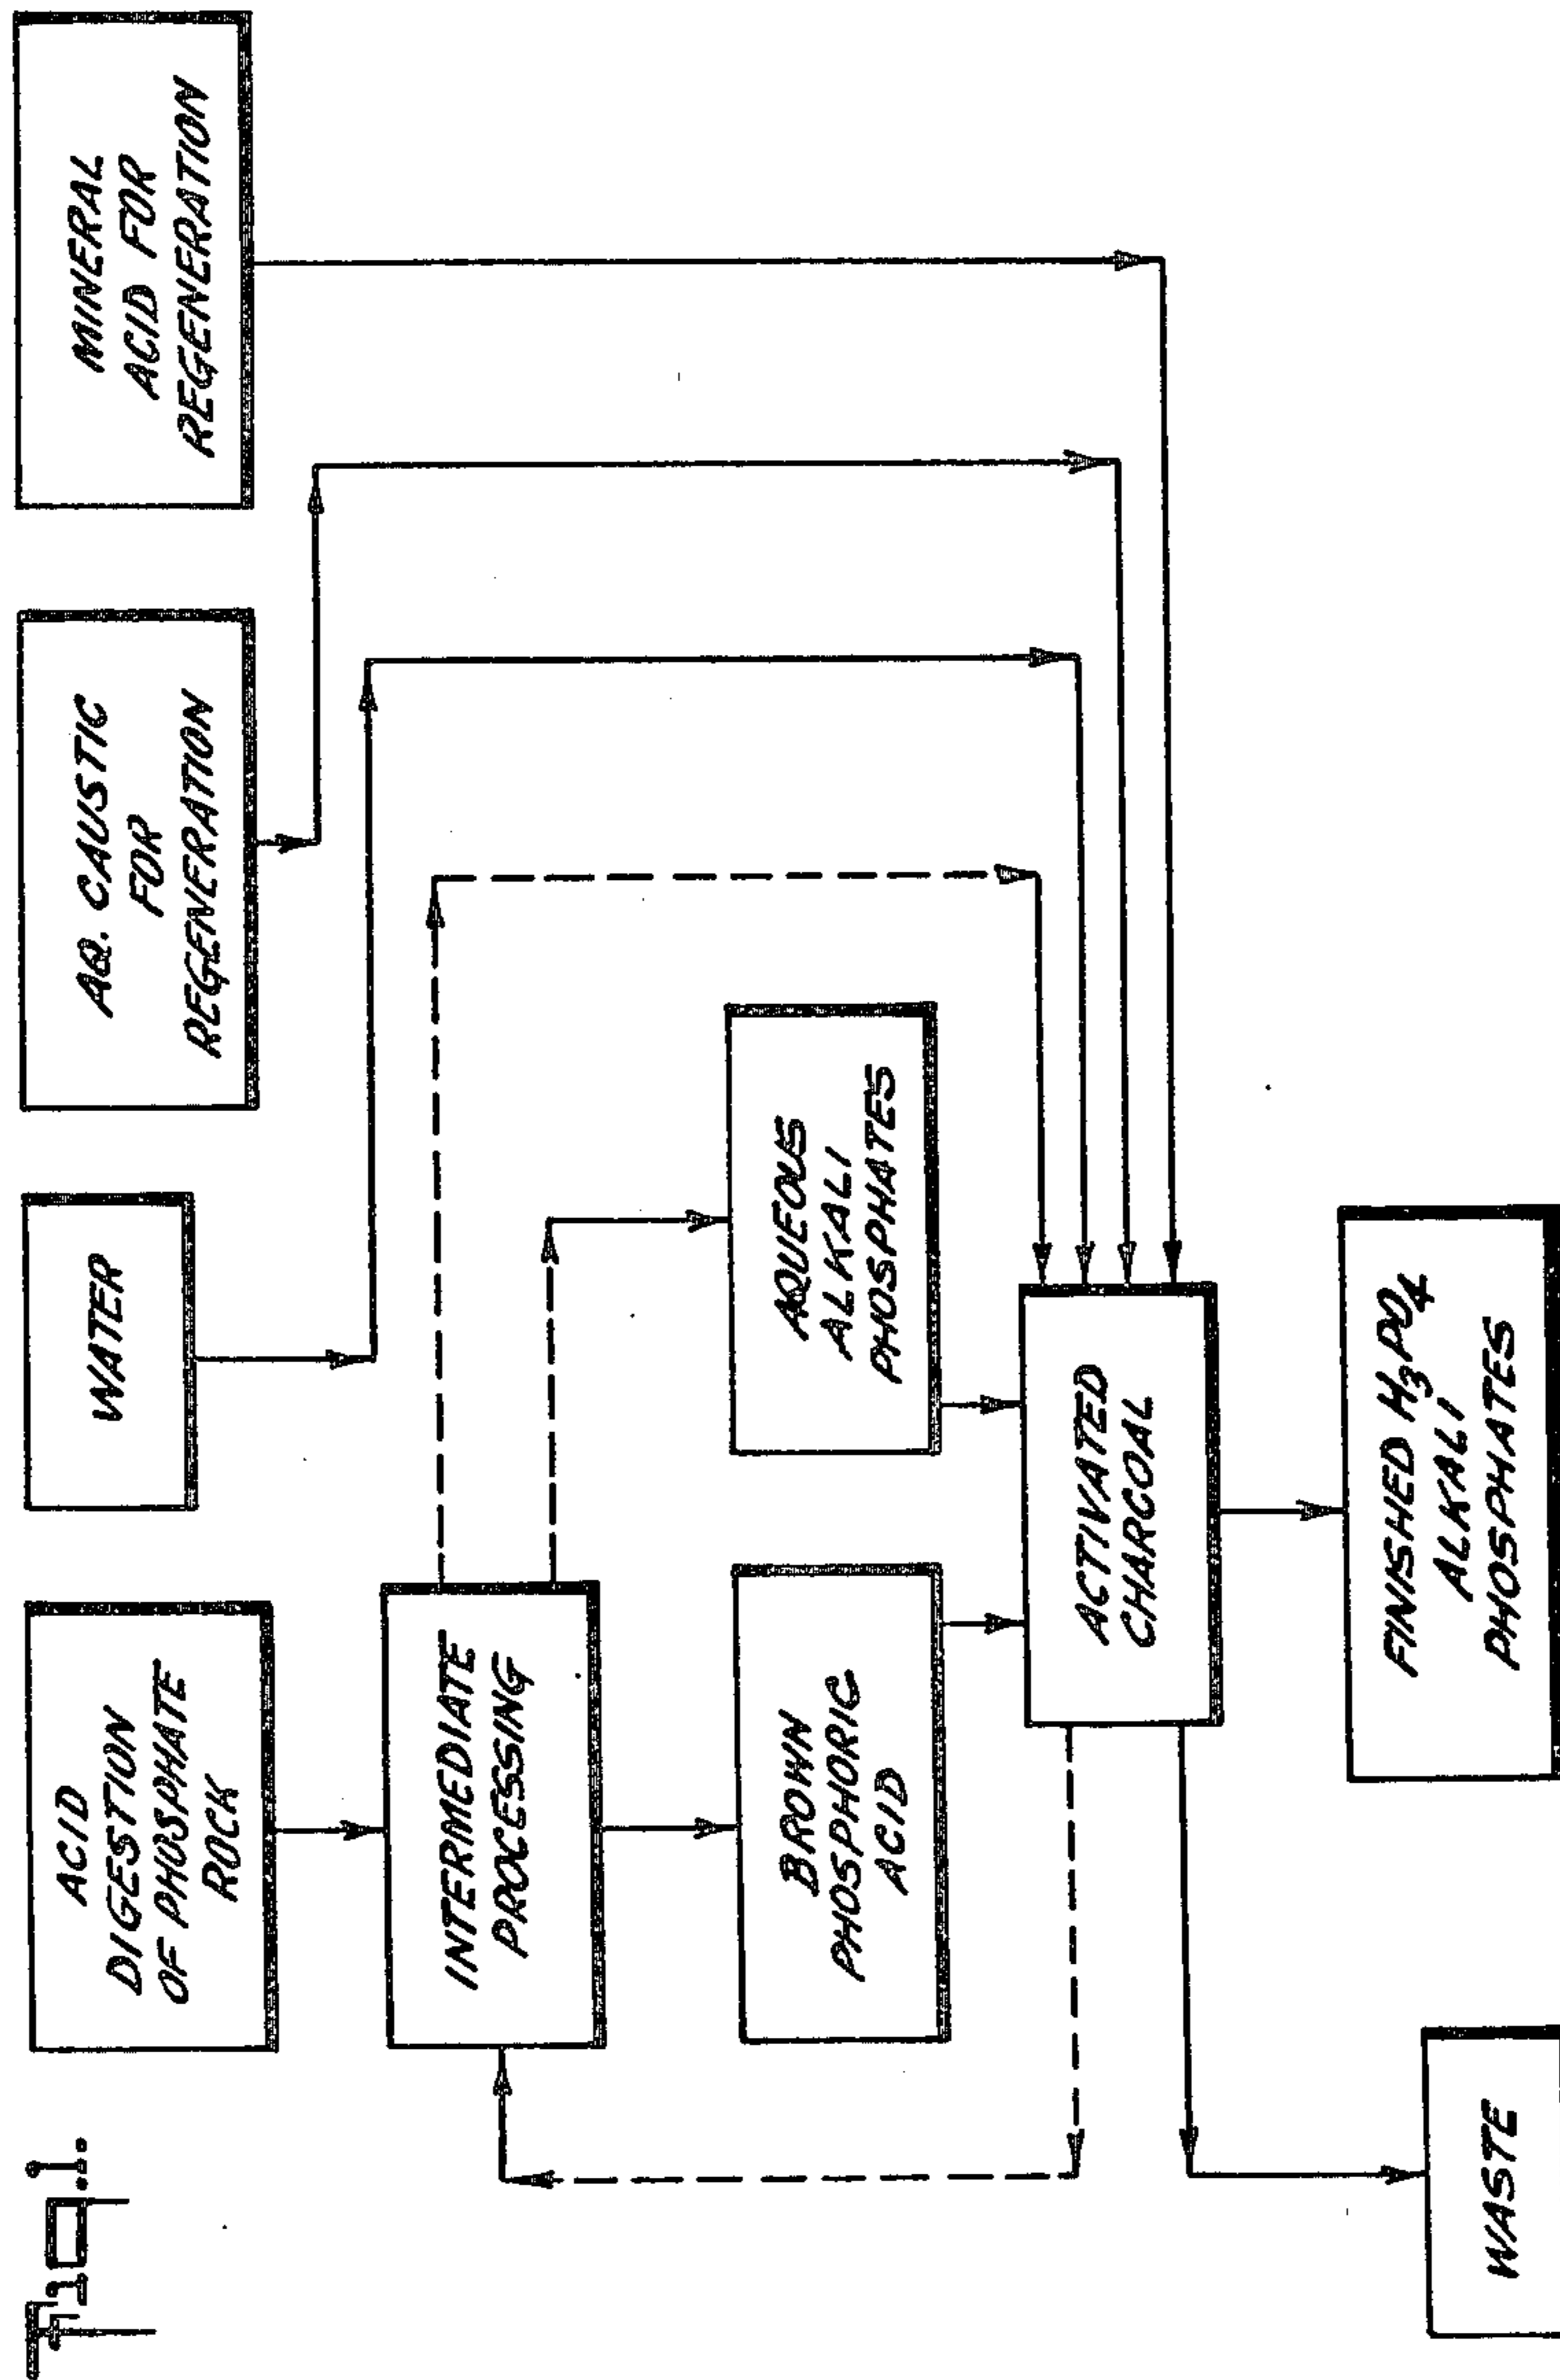 Fig. 1.
ACID
DIGESTION
OF PHOSPHATE
ROCK
WATER
AQ. CAUSTIC
FOR
REGENERATION
MINERAL
ACID FOR
REGENERATION
INTERMEDIATE
PROCESSING
BROWN
PHOSPHORIC
ACID
AQUEOUS
ALKALI
PHOSPHATES
ACTIVATED
CHARCOAL
WASTE
FINISHED H3PO4
ALKALI
PHOSPHATES